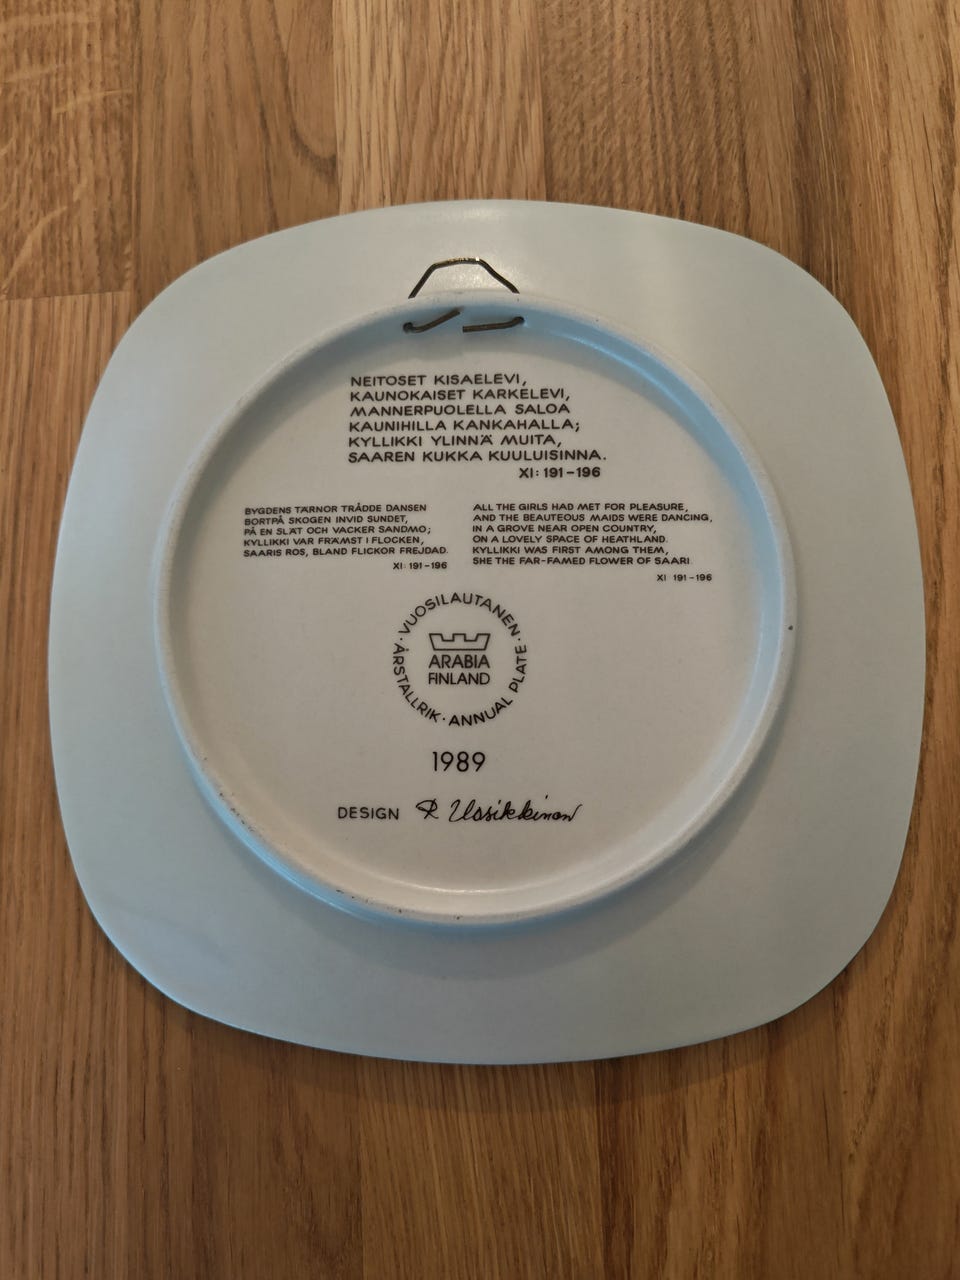 NEITOSET KISAELEVI,
KAUNOKAISET KARKELEVI,
MANNERPUOLELLA SALOA
KAUNIHILLA KANKAHALLA;
KYLLIKKI YLINNÄ MUITA,
SAAREN KUKKA KUULUISINNA.
XI: 191–196
BYGDENS TÄRNOR TRÅDDE DANSEN
BORTPÅ SKOGEN INVID SUNDET,
PÅ EN SLÄT OCH VACKER SANDMO;
KYLLIKKI VAR FRÄMST I FLOCKEN,
SAARIS ROS, BLAND FLICKOR FREJDAD.
XI: 191–196
ALL THE GIRLS HAD MET FOR PLEASURE,
AND THE BEAUTEOUS MAIDS WERE DANCING,
IN A GROVE NEAR OPEN COUNTRY,
ON A LOVELY SPACE OF HEATHLAND.
KYLLIKKI WAS FIRST AMONG THEM,
SHE THE FAR-FAMED FLOWER OF SAARI
XI 191–196
· VUOSILAUTANEN · ANNUAL PLATE · ÅRSTALLRIK
ARABIA
FINLAND
1989
DESIGN R Uosikkinen